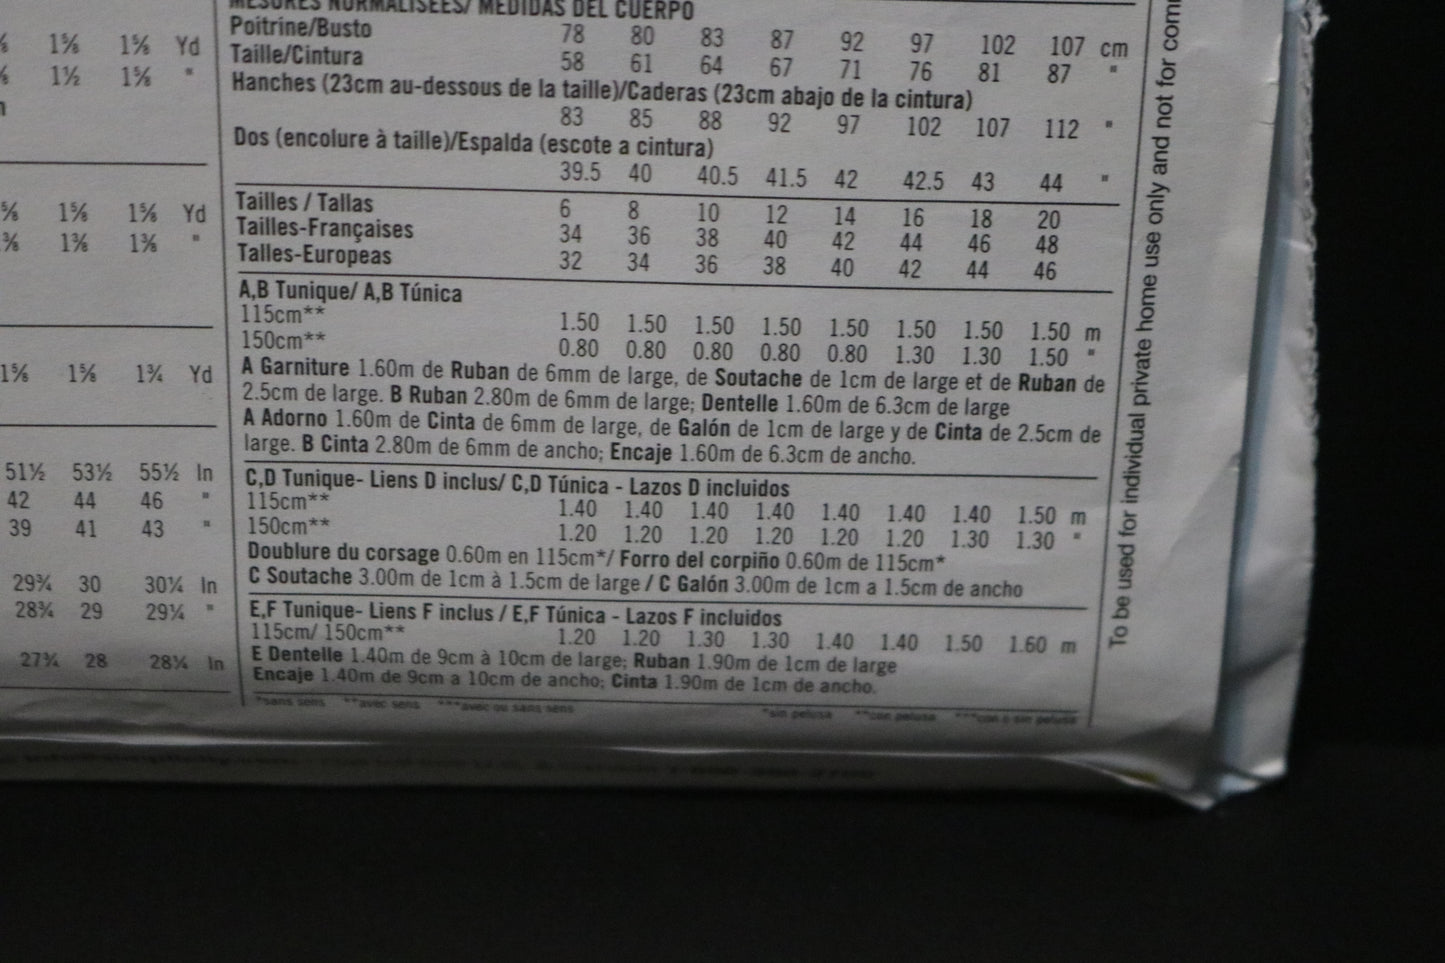 1⅝ 1⅝ Yd
1½ 1⅝ "
1⅝ 1⅝ Yd
1⅜ 1⅜ "
1⅝ 1⅝ 1¾ Yd
51½ 53½ 55½ In
42 44 46 "
39 41 43 "
29¾ 30 30¼ In
28¾ 29 29¼ "
27¾ 28 28¼ In
MESURES NORMALISÉES/ MEDIDAS DEL CUERPO
Poitrine/Busto 78 80 83 87 92 97 102 107 cm
Taille/Cintura 58 61 64 67 71 76 81 87 "
Hanches (23cm au-dessous de la taille)/Caderas (23cm abajo de la cintura)
83 85 88 92 97 102 107 112 "
Dos (encolure à taille)/Espalda (escote a cintura)
39.5 40 40.5 41.5 42 42.5 43 44 "
Tailles / Tallas 6 8 10 12 14 16 18 20
Tailles-Françaises 34 36 38 40 42 44 46 48
Talles-Europeas 32 34 36 38 40 42 44 46
A,B Tunique/ A,B Túnica
115cm** 1.50 1.50 1.50 1.50 1.50 1.50 1.50 1.50 m
150cm** 0.80 0.80 0.80 0.80 0.80 1.30 1.30 1.50 "
A Garniture 1.60m de Ruban de 6mm de large, de Soutache de 1cm de large et de Ruban de
2.5cm de large. B Ruban 2.80m de 6mm de large; Dentelle 1.60m de 6.3cm de large
A Adorno 1.60m de Cinta de 6mm de large, de Galón de 1cm de large y de Cinta de 2.5cm de
large. B Cinta 2.80m de 6mm de ancho; Encaje 1.60m de 6.3cm de ancho.
C,D Tunique- Liens D inclus/ C,D Túnica - Lazos D incluidos
115cm** 1.40 1.40 1.40 1.40 1.40 1.40 1.40 1.50 m
150cm** 1.20 1.20 1.20 1.20 1.20 1.20 1.30 1.30 "
Doublure du corsage 0.60m en 115cm*/ Forro del corpiño 0.60m de 115cm*
C Soutache 3.00m de 1cm à 1.5cm de large / C Galón 3.00m de 1cm a 1.5cm de ancho
E,F Tunique- Liens F inclus / E,F Túnica - Lazos F incluidos
115cm/ 150cm** 1.20 1.20 1.30 1.30 1.40 1.40 1.50 1.60 m
E Dentelle 1.40m de 9cm à 10cm de large; Ruban 1.90m de 1cm de large
Encaje 1.40m de 9cm a 10cm de ancho; Cinta 1.90m de 1cm de ancho.
*sans sens **avec sens ***avec ou sans sens *sin pelusa **con pelusa ***con o sin pelusa
To be used for individual private home use only and not for